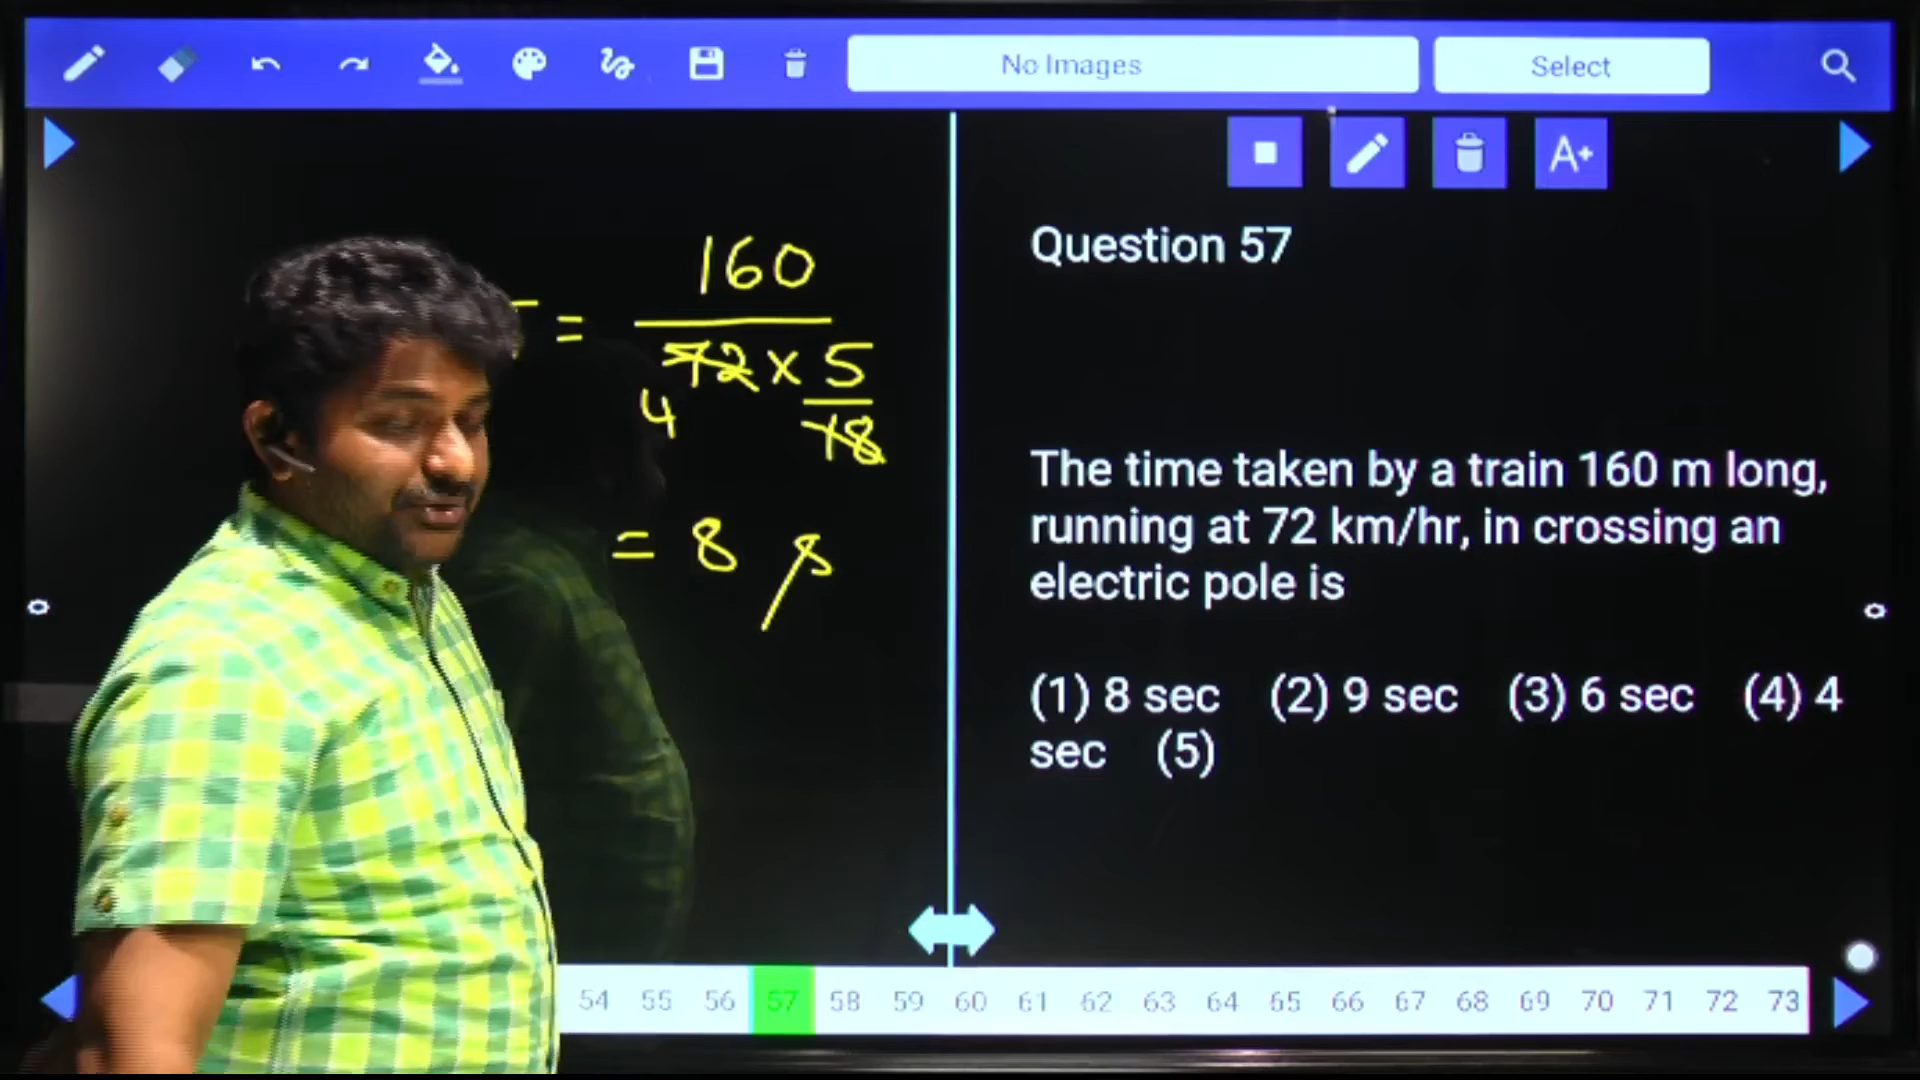 No Images
Select
A+
160
T =
72 x 5
4
18
= 8 s
Question 57
The time taken by a train 160 m long,
running at 72 km/hr, in crossing an
electric pole is
(1) 8 sec (2) 9 sec (3) 6 sec (4) 4
sec (5)
54 55 56 57 58 59 60 61 62 63 64 65 66 67 68 69 70 71 72 73